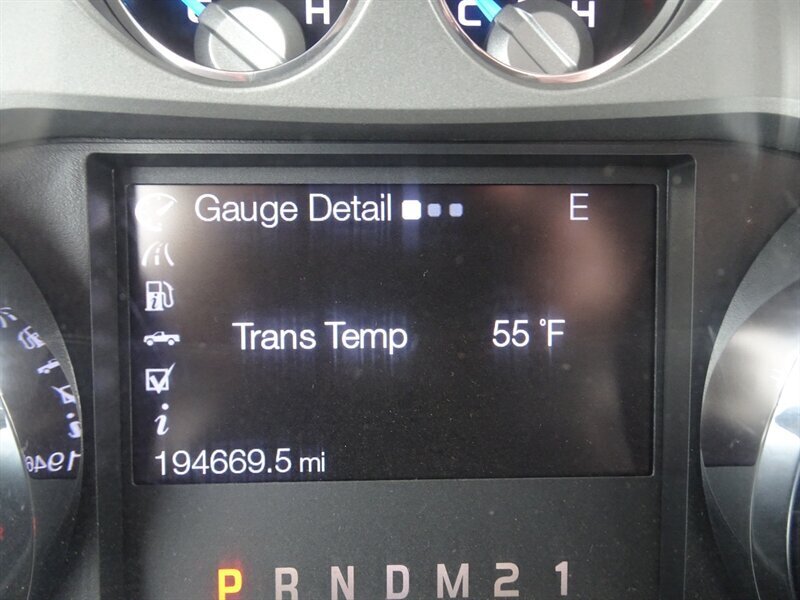 H C H
Gauge Detail E
Trans Temp 55 °F
i
194669.5 mi
P R N D M 2 1